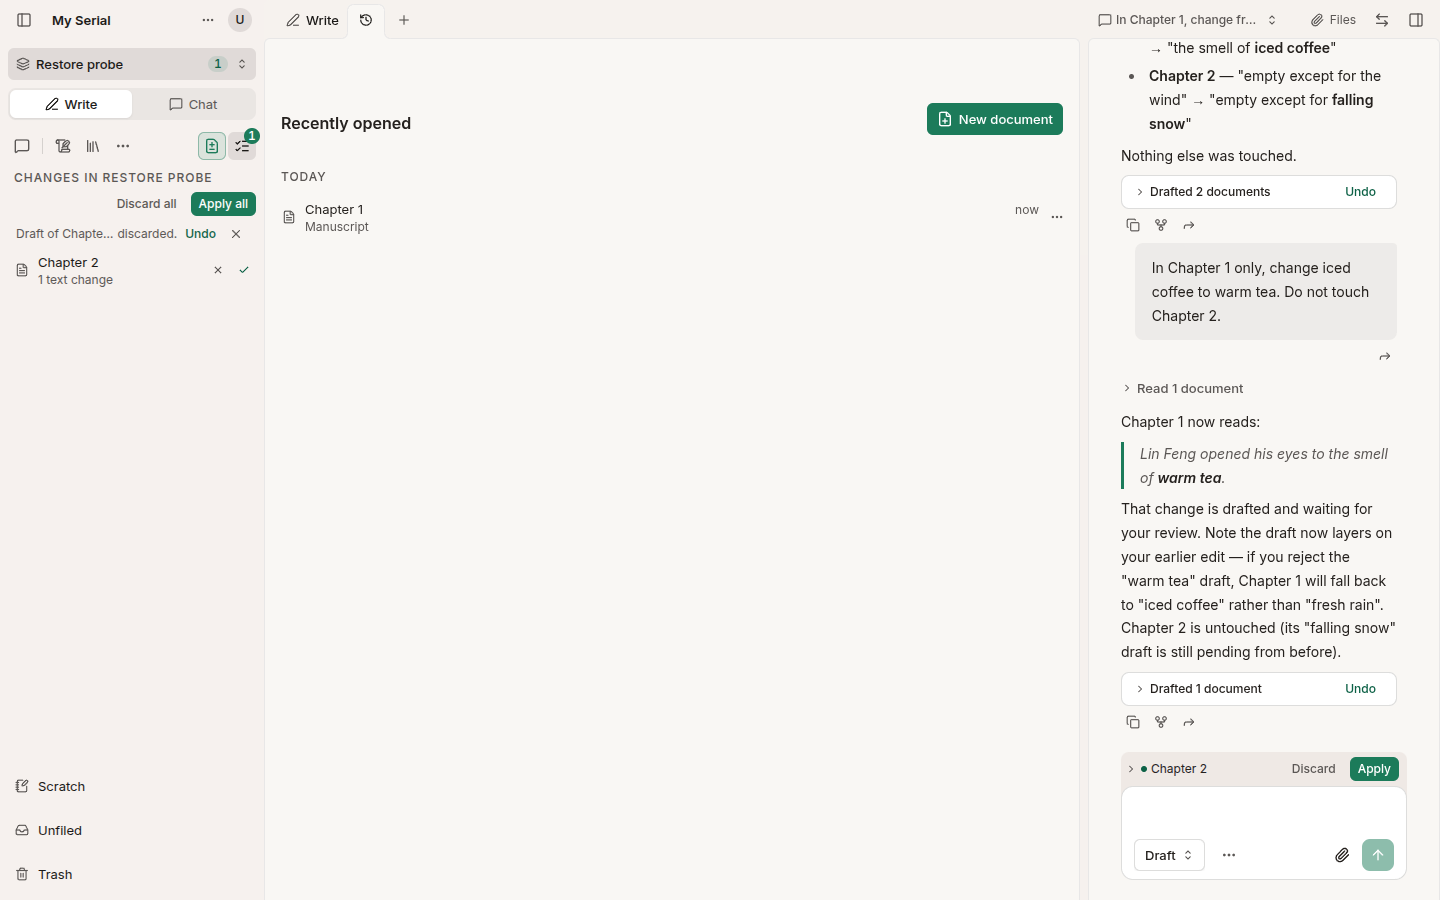 My Serial
U
Restore probe
1
Write
Chat
1
CHANGES IN RESTORE PROBE
Discard all
Apply all
Draft of Chapte... discarded.
Undo
Chapter 2
1 text change
Scratch
Unfiled
Trash
Write
Recently opened
New document
TODAY
Chapter 1
Manuscript
now
In Chapter 1, change fr...
Files
→ "the smell of iced coffee"
• Chapter 2 — "empty except for the
wind" → "empty except for falling
snow"
Nothing else was touched.
Drafted 2 documents
Undo
In Chapter 1 only, change iced
coffee to warm tea. Do not touch
Chapter 2.
Read 1 document
Chapter 1 now reads:
Lin Feng opened his eyes to the smell
of warm tea.
That change is drafted and waiting for
your review. Note the draft now layers on
your earlier edit — if you reject the
"warm tea" draft, Chapter 1 will fall back
to "iced coffee" rather than "fresh rain".
Chapter 2 is untouched (its "falling snow"
draft is still pending from before).
Drafted 1 document
Undo
Chapter 2
Discard
Apply
Draft